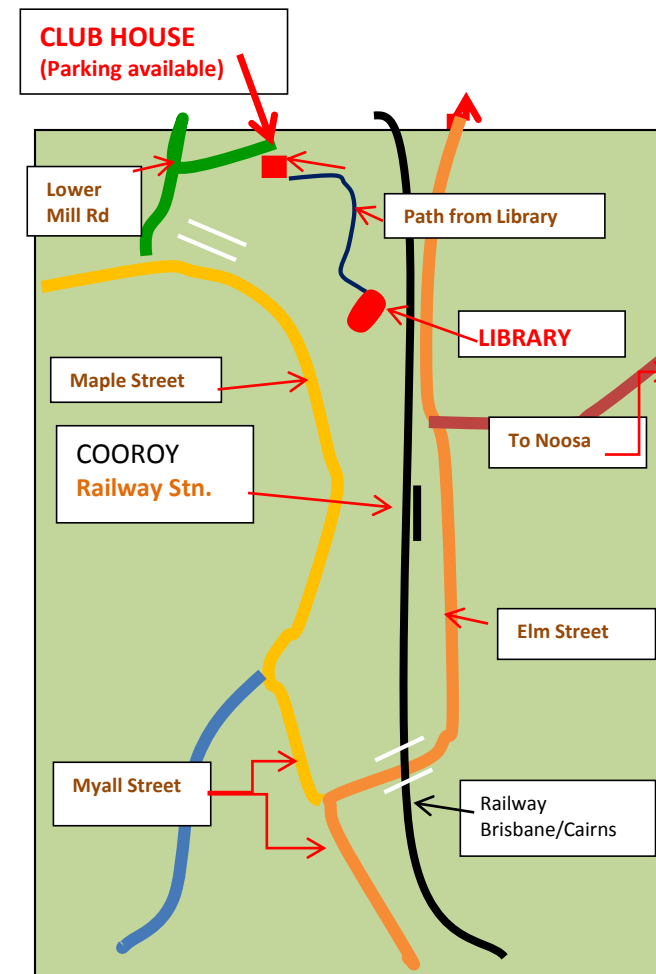 CLUB HOUSE
(Parking available)
Lower
Mill Rd
Path from Library
LIBRARY
Maple Street
To Noosa
COOROY
Railway Stn.
Elm Street
Myall Street
Railway
Brisbane/Cairns